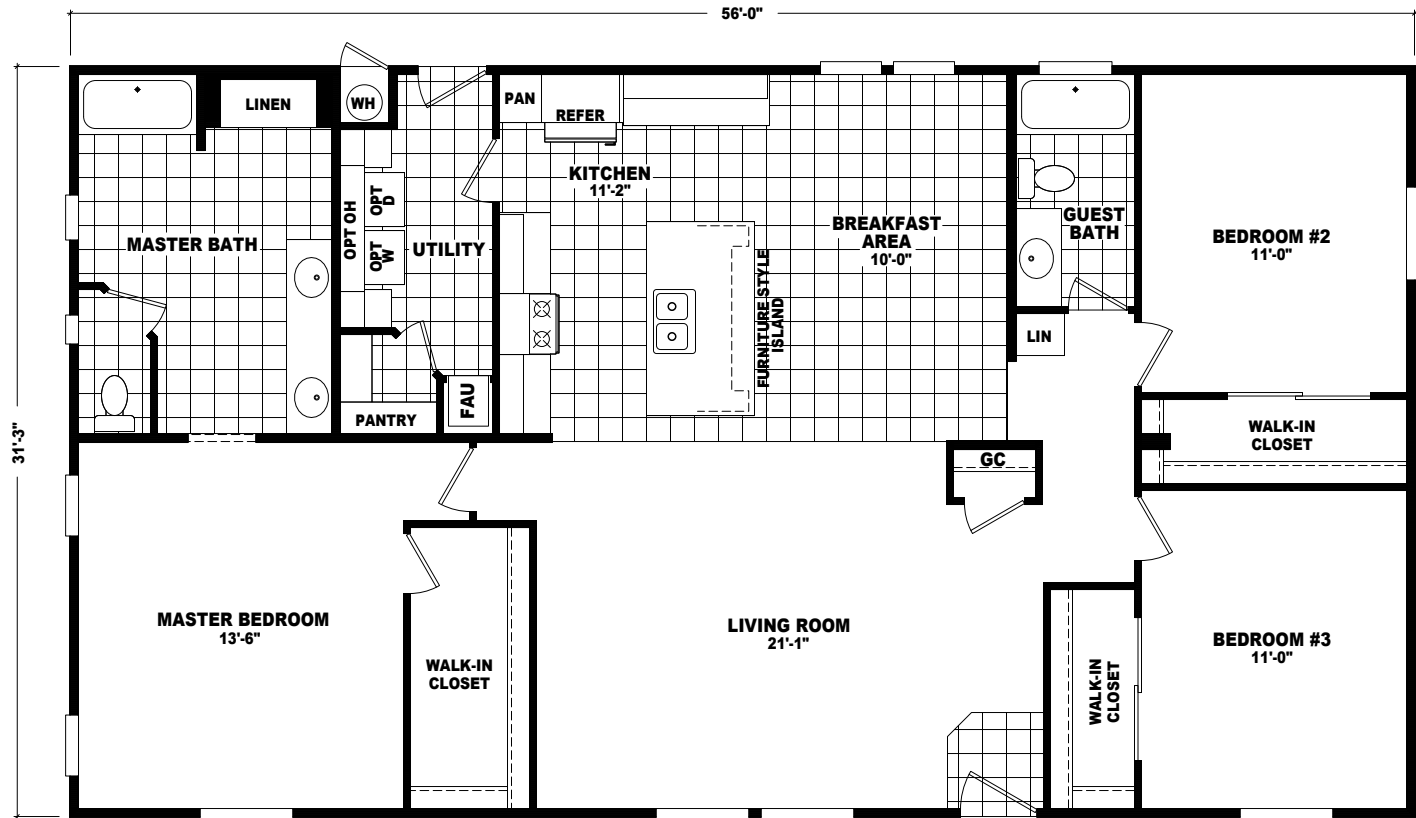 56'-0"
31'-3"
LINEN
WH
PAN
REFER
KITCHEN
11'-2"
OPT OH
OPT
D
OPT
W
UTILITY
MASTER BATH
BREAKFAST
AREA
10'-0"
FURNITURE STYLE
ISLAND
GUEST
BATH
BEDROOM #2
11'-0"
LIN
PANTRY
FAU
GC
WALK-IN
CLOSET
MASTER BEDROOM
13'-6"
WALK-IN
CLOSET
LIVING ROOM
21'-1"
WALK-IN
CLOSET
BEDROOM #3
11'-0"